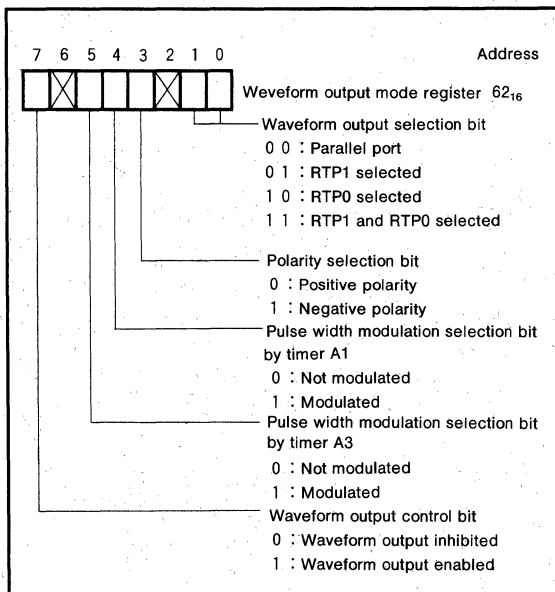 7 6 5 4 3 2 1 0 Address
Weveform output mode register 62₁₆
Waveform output selection bit
0 0 : Parallel port
0 1 : RTP1 selected
1 0 : RTP0 selected
1 1 : RTP1 and RTP0 selected
Polarity selection bit
0 : Positive polarity
1 : Negative polarity
Pulse width modulation selection bit
by timer A1
0 : Not modulated
1 : Modulated
Pulse width modulation selection bit
by timer A3
0 : Not modulated
1 : Modulated
Waveform output control bit
0 : Waveform output inhibited
1 : Waveform output enabled